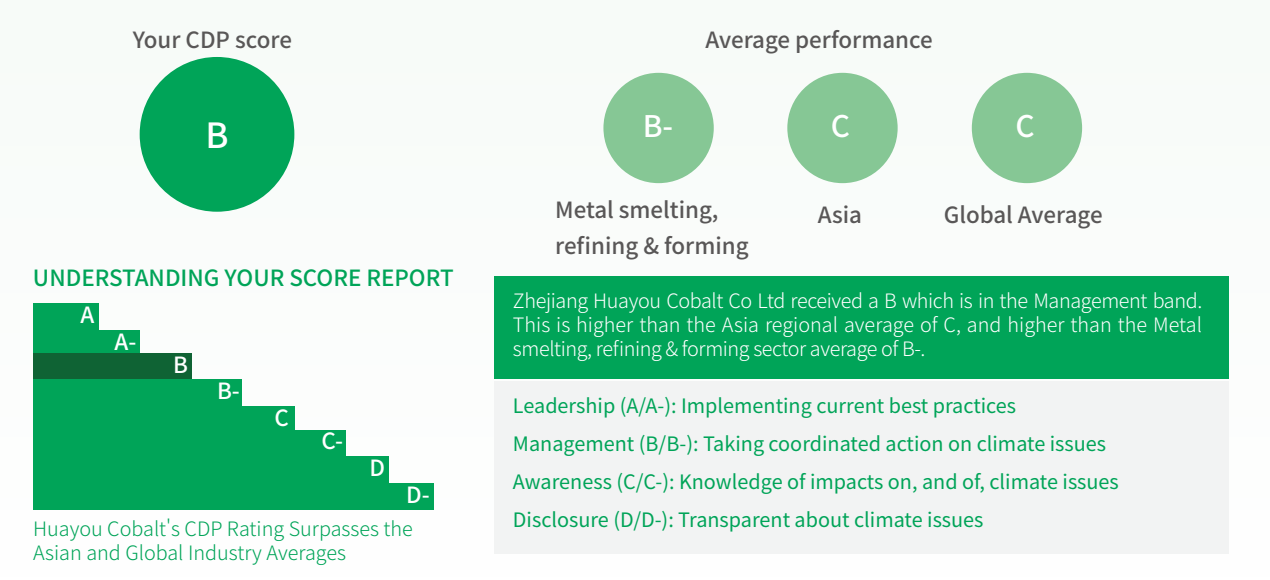 Your CDP score
B
Average performance
B-
C
C
Metal smelting,
refining & forming
Asia
Global Average
UNDERSTANDING YOUR SCORE REPORT
A
A-
B
B-
C
C-
D
D-
Huayou Cobalt's CDP Rating Surpasses the
Asian and Global Industry Averages
Zhejiang Huayou Cobalt Co Ltd received a B which is in the Management band.
This is higher than the Asia regional average of C, and higher than the Metal
smelting, refining & forming sector average of B-.
Leadership (A/A-): Implementing current best practices
Management (B/B-): Taking coordinated action on climate issues
Awareness (C/C-): Knowledge of impacts on, and of, climate issues
Disclosure (D/D-): Transparent about climate issues